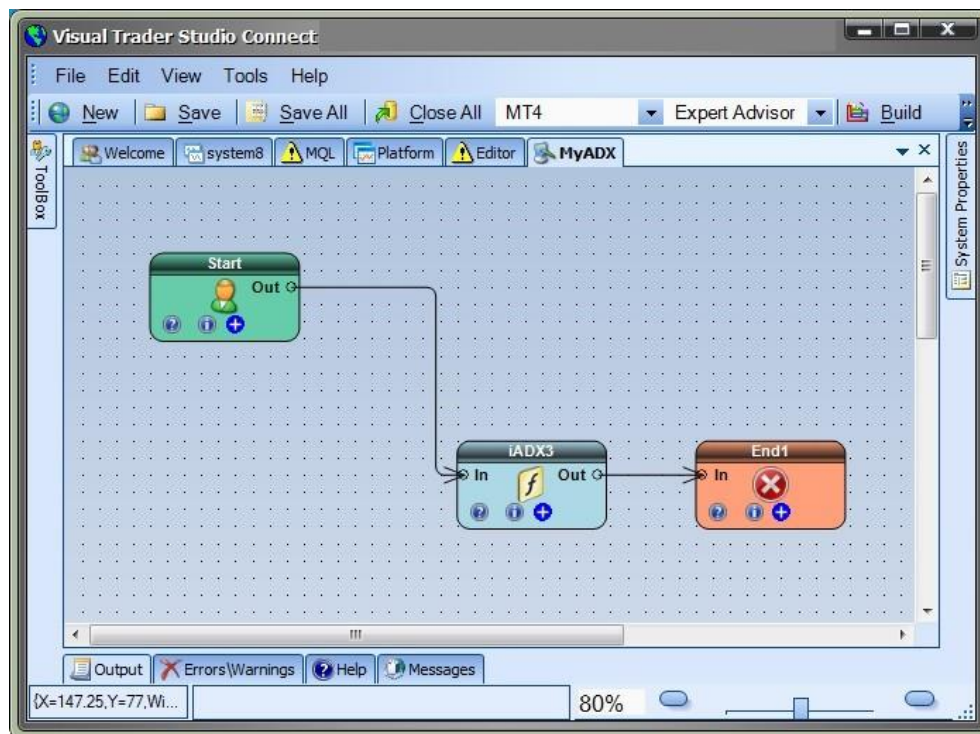 Visual Trader Studio Connect
File Edit View Tools Help
New Save Save All Close All MT4 Expert Advisor Build
ToolBox
Welcome system8 MQL Platform Editor MyADX
System Properties
Start
Out
iADX3
In Out
End1
In
Output Errors\Warnings Help Messages
{X=147.25,Y=77,Wi... 80%